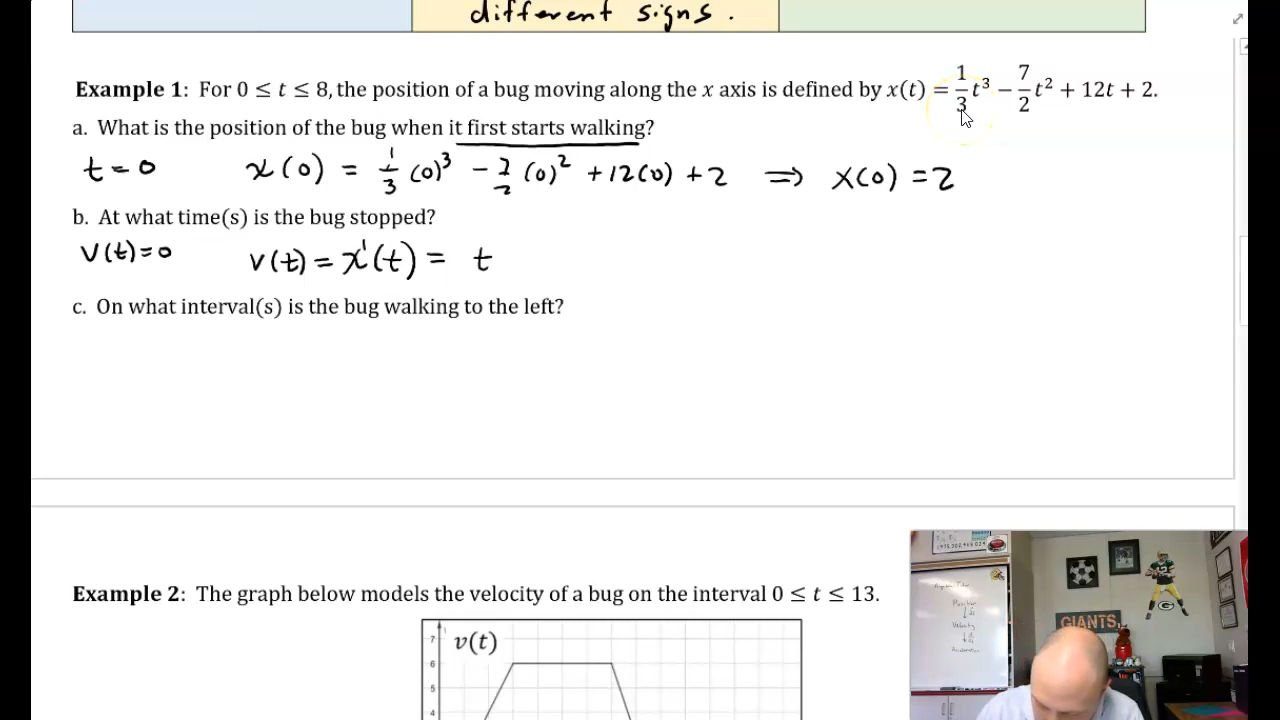 different signs.
Example 1: For 0 ≤ t ≤ 8, the position of a bug moving along the x axis is defined by x(t) = 1/3 t³ − 7/2 t² + 12t + 2.
a. What is the position of the bug when it first starts walking?
t = 0 x(0) = 1/3 (0)³ − 7/2 (0)² + 12(0) + 2 ⇒ x(0) = 2
b. At what time(s) is the bug stopped?
v(t) = 0 v(t) = x'(t) = t
c. On what interval(s) is the bug walking to the left?
Example 2: The graph below models the velocity of a bug on the interval 0 ≤ t ≤ 13.
v(t)
7
6
5
4
GIANTS
Position
Velocity
Acceleration
12
G